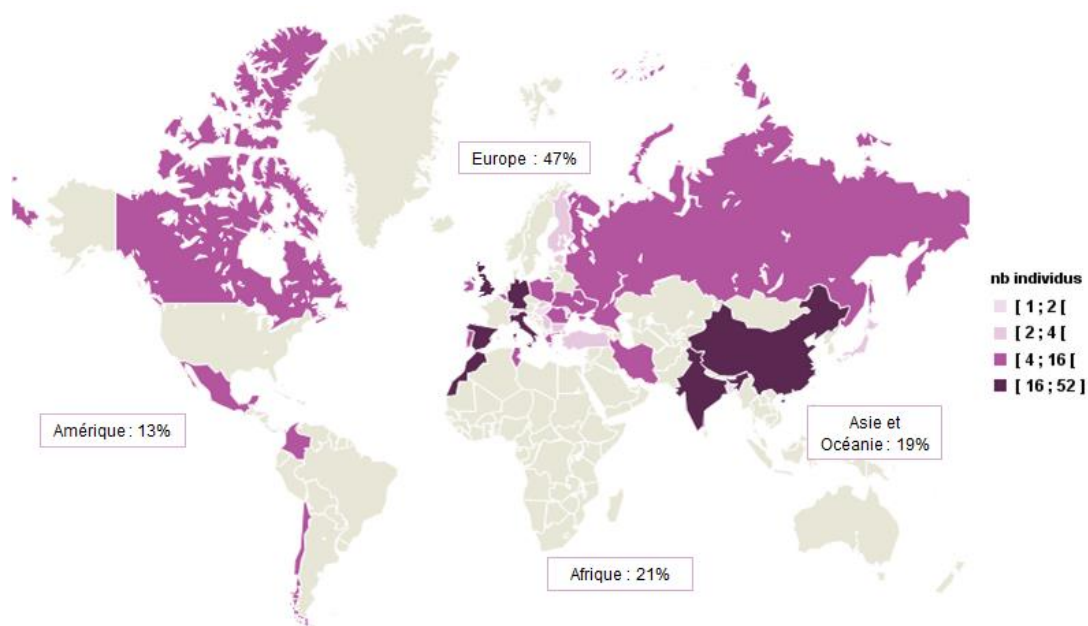 Europe : 47%
nb individus
[ 1 ; 2 [
[ 2 ; 4 [
[ 4 ; 16 [
[ 16 ; 52 ]
Amérique : 13%
Asie et
Océanie : 19%
Afrique : 21%